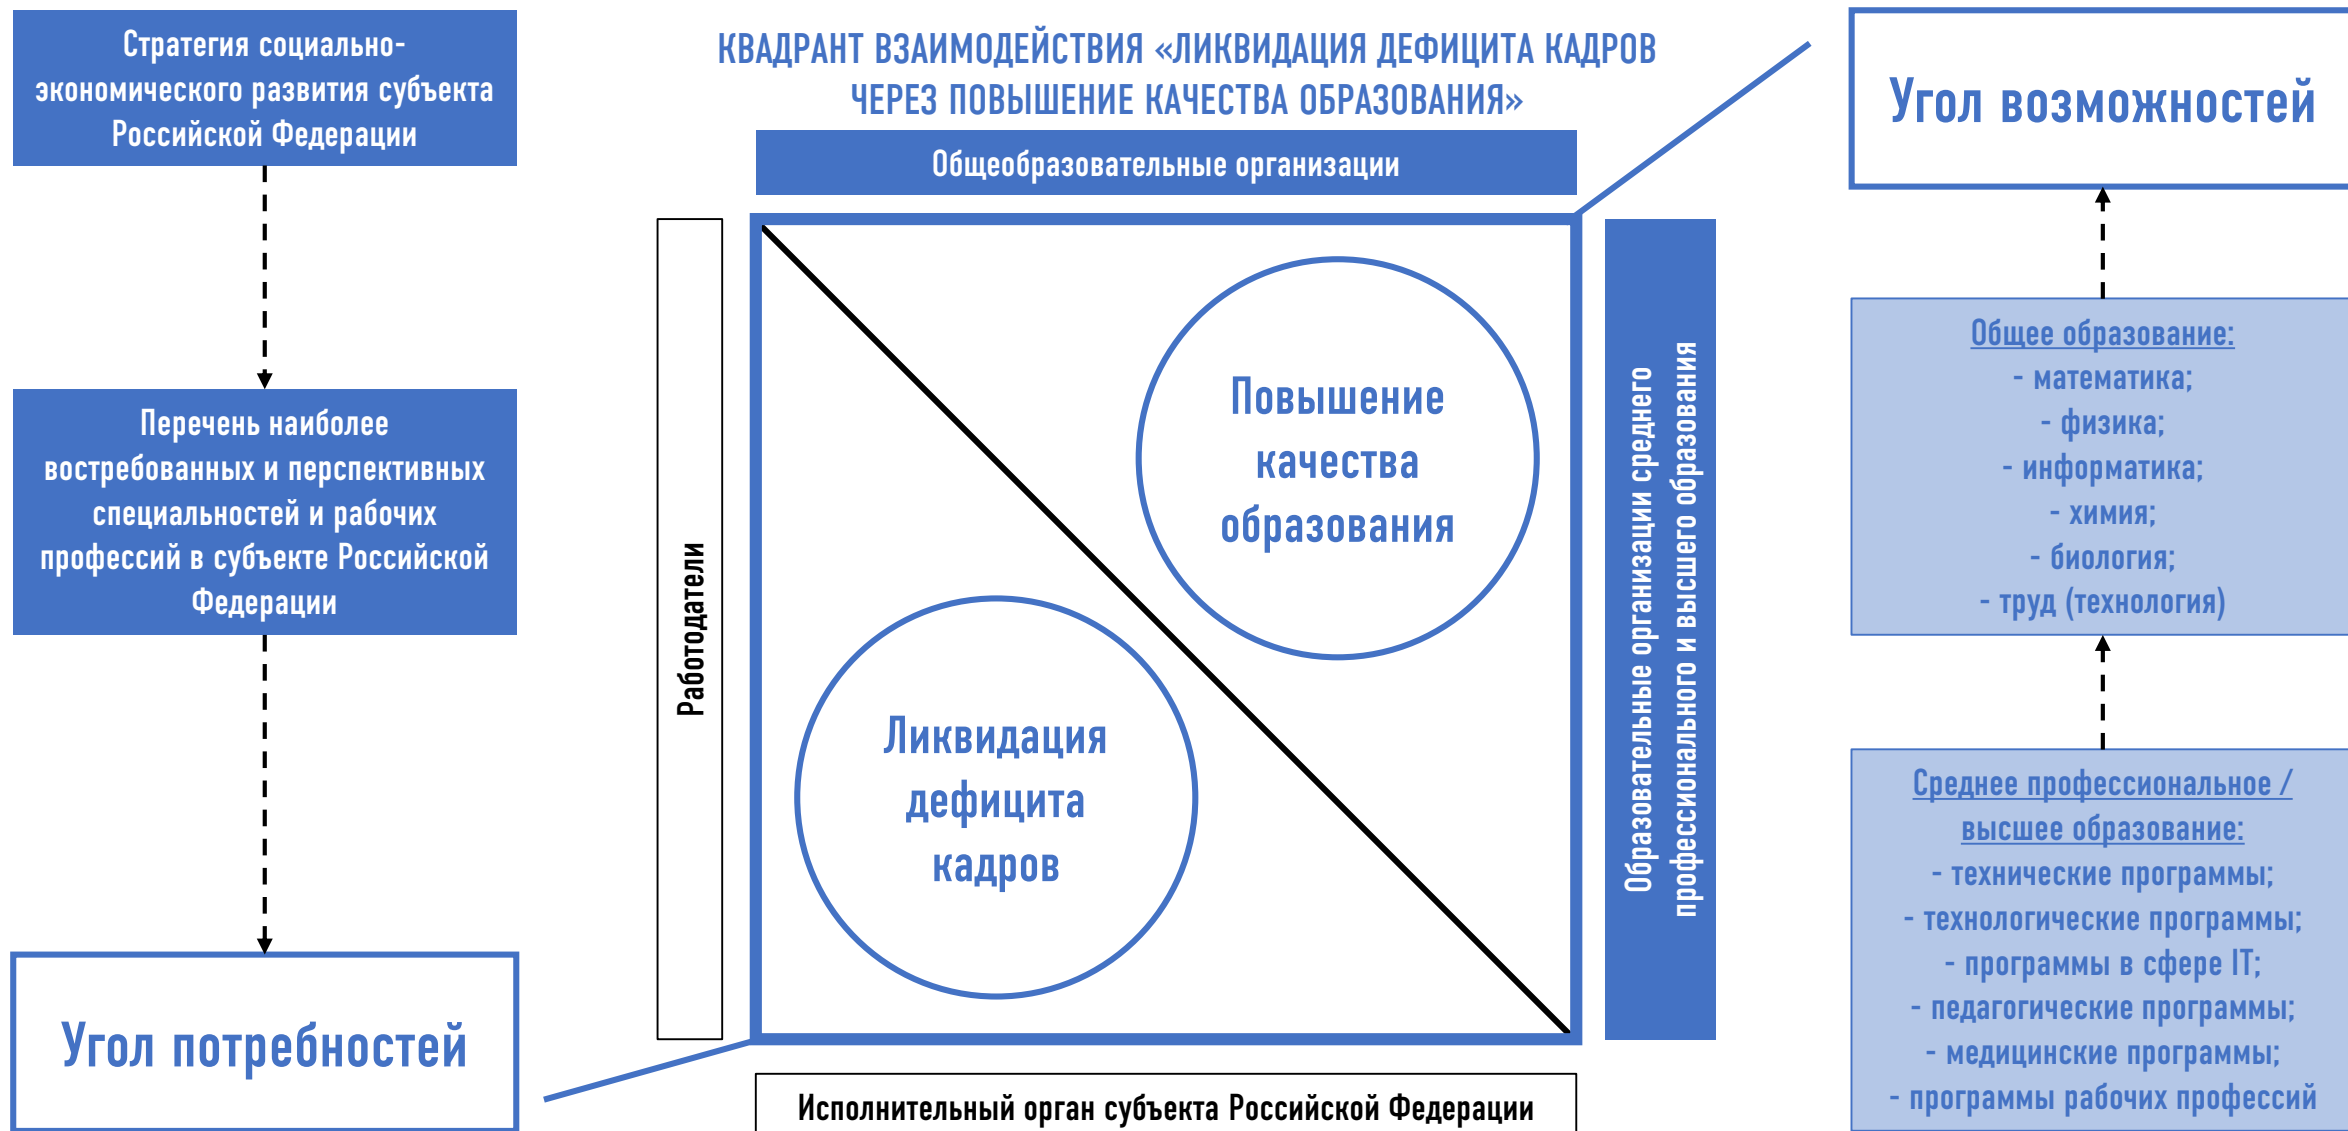 Стратегия социально-
экономического развития субъекта
Российской Федерации
Перечень наиболее
востребованных и перспективных
специальностей и рабочих
профессий в субъекте Российской
Федерации
Угол потребностей
КВАДРАНТ ВЗАИМОДЕЙСТВИЯ «ЛИКВИДАЦИЯ ДЕФИЦИТА КАДРОВ
ЧЕРЕЗ ПОВЫШЕНИЕ КАЧЕСТВА ОБРАЗОВАНИЯ»
Общеобразовательные организации
Работодатели
Повышение
качества
образования
Ликвидация
дефицита
кадров
Образовательные организации среднего
профессионального и высшего образования
Исполнительный орган субъекта Российской Федерации
Угол возможностей
Общее образование:
- математика;
- физика;
- информатика;
- химия;
- биология;
- труд (технология)
Среднее профессиональное /
высшее образование:
- технические программы;
- технологические программы;
- программы в сфере IT;
- педагогические программы;
- медицинские программы;
- программы рабочих профессий